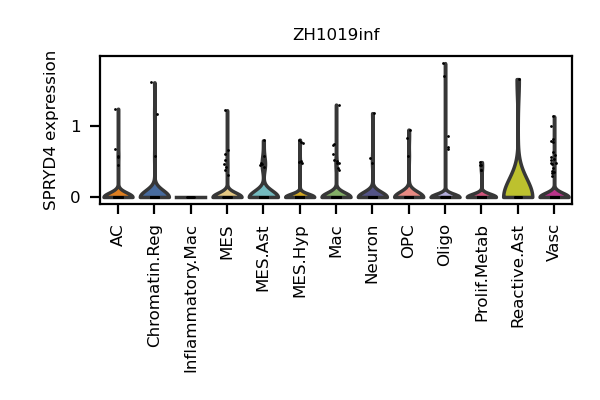 ZH1019inf
SPRYD4 expression
1
0
AC
Chromatin.Reg
Inflammatory.Mac
MES
MES.Ast
MES.Hyp
Mac
Neuron
OPC
Oligo
Prolif.Metab
Reactive.Ast
Vasc